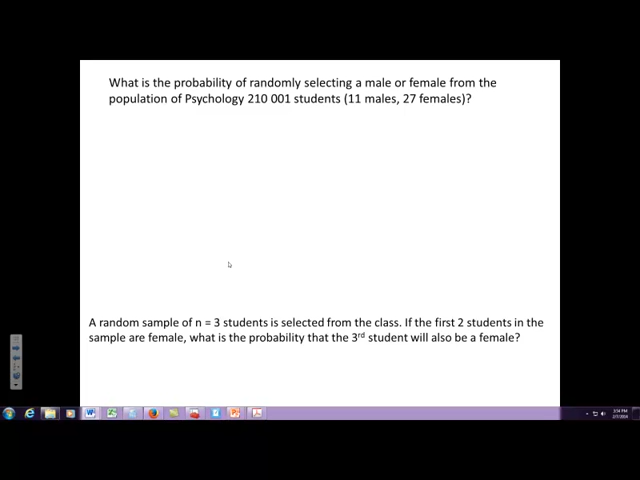 What is the probability of randomly selecting a male or female from the
population of Psychology 210 001 students (11 males, 27 females)?
A random sample of n = 3 students is selected from the class. If the first 2 students in the
sample are female, what is the probability that the 3rd student will also be a female?